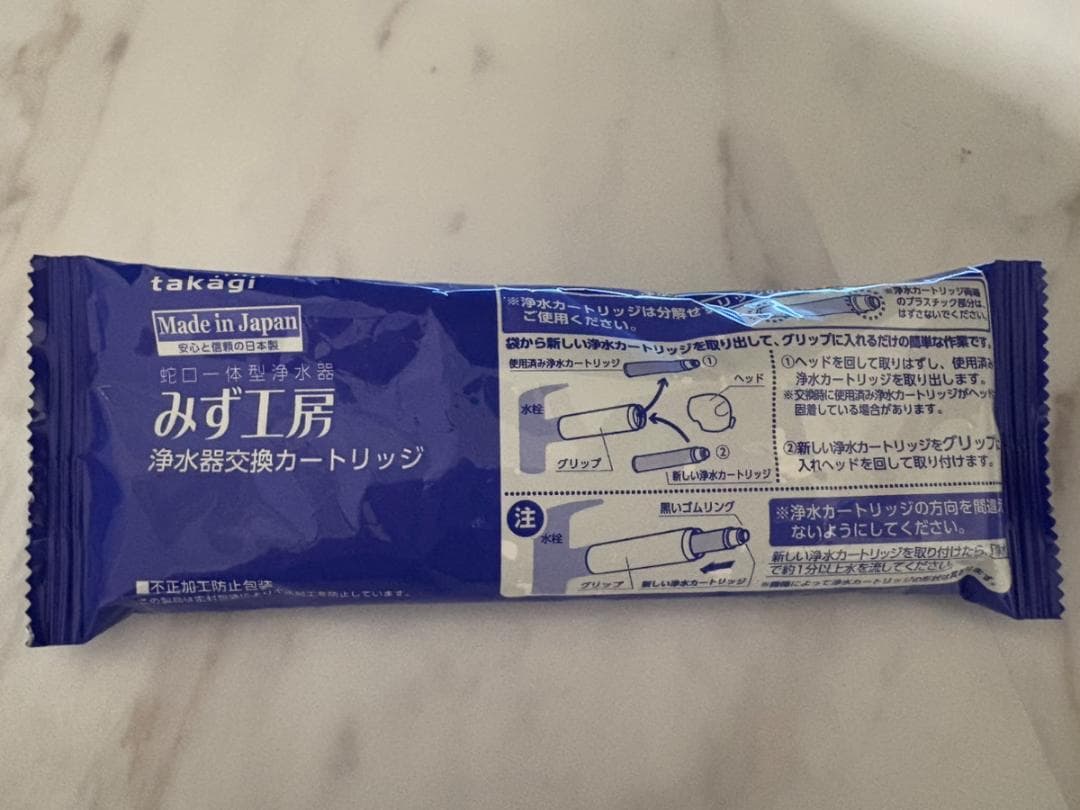 takagi
Made in Japan
安心と信頼の日本製
蛇口一体型浄水器
みず工房
浄水器交換カートリッジ
■不正加工防止包装
※浄水カートリッジは分解せず
ご使用ください。
※浄水カートリッジ両端
のプラスチック部分は、
はずさないでください。
袋から新しい浄水カートリッジを取り出して、グリップに入れるだけの簡単な作業です。
使用済み浄水カートリッジ
①
ヘッド
水栓
グリップ
②
新しい浄水カートリッジ
①ヘッドを回して取りはずし、使用済み
浄水カートリッジを取り出します。
※交換時に使用済み浄水カートリッジがヘッドに
固着している場合があります。
②新しい浄水カートリッジをグリップに
入れヘッドを回して取り付けます。
注
水栓
黒いゴムリング
グリップ
新しい浄水カートリッジ
※浄水カートリッジの方向を間違え
ないようにしてください。
新しい浄水カートリッジを取り付けたら、
で約1分以上水を流してください。